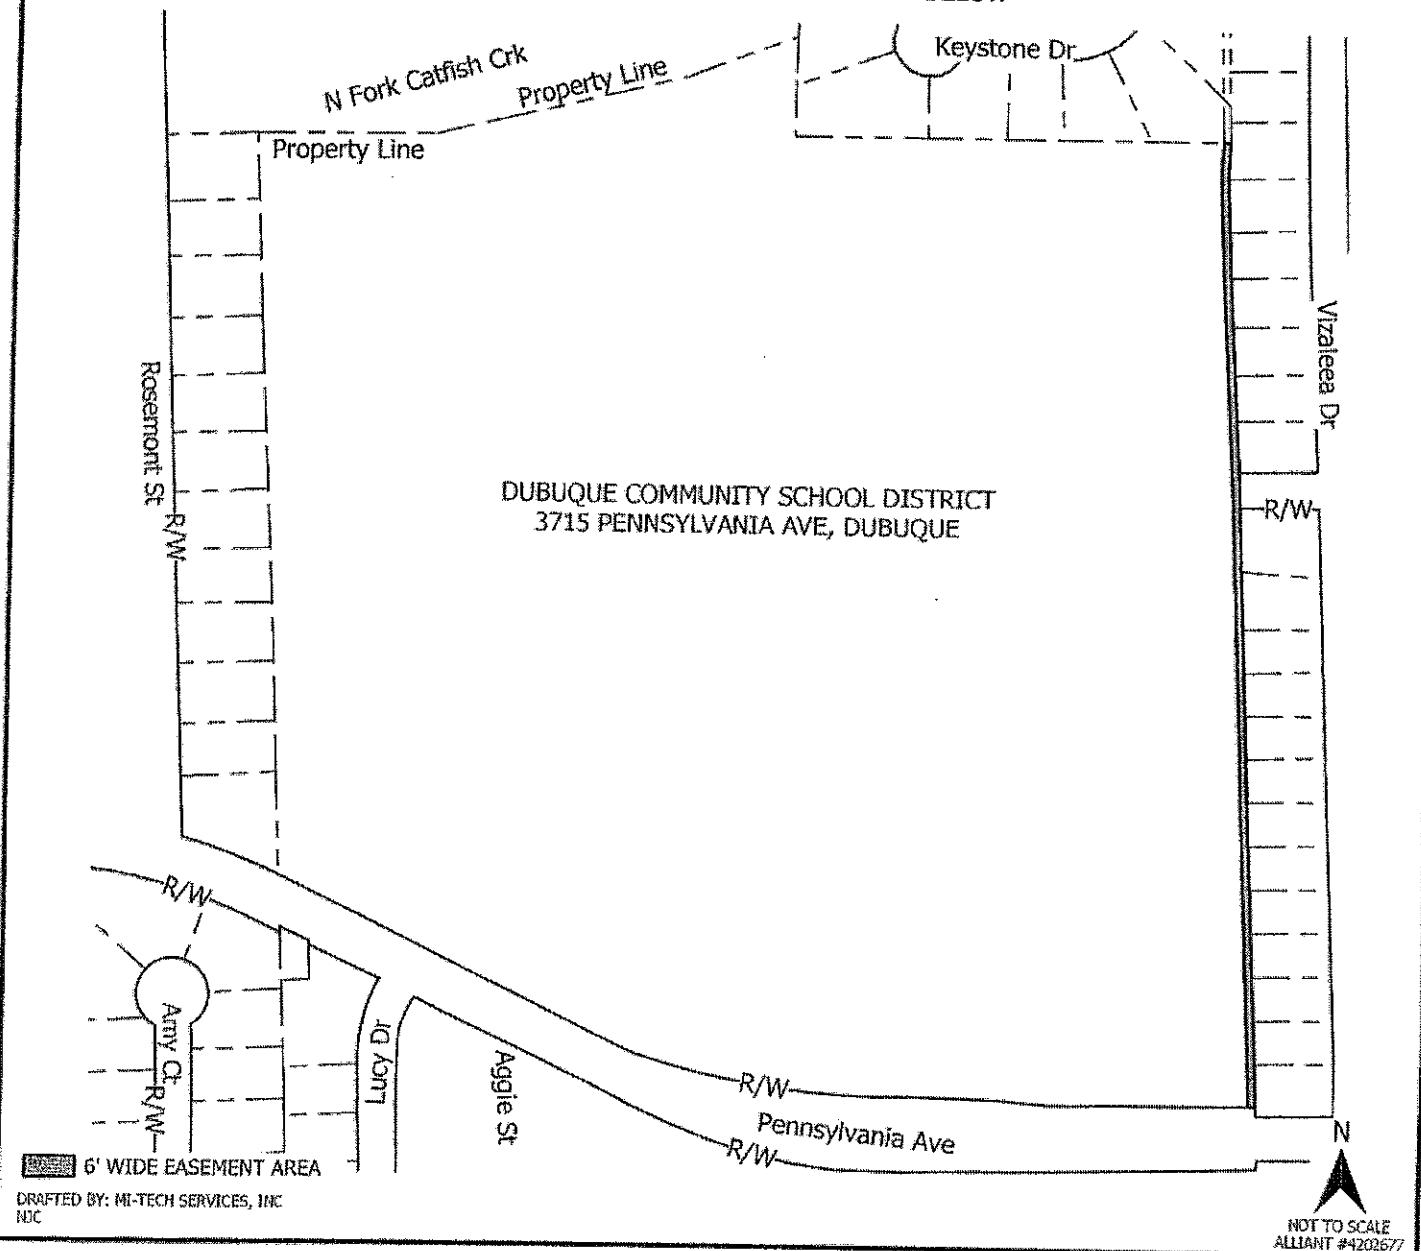 Keystone Dr
N Fork Catfish Crk
Property Line
Property Line
Vizaleea Dr
Rosemont St
R/W
DUBUQUE COMMUNITY SCHOOL DISTRICT
3715 PENNSYLVANIA AVE, DUBUQUE
R/W
R/W
Amy Ct
R/W
Lucy Dr
Aggie St
R/W
Pennsylvania Ave
R/W
N
6' WIDE EASEMENT AREA
DRAFTED BY: MI-TECH SERVICES, INC
NJC
NOT TO SCALE
ALLIANT #4202677